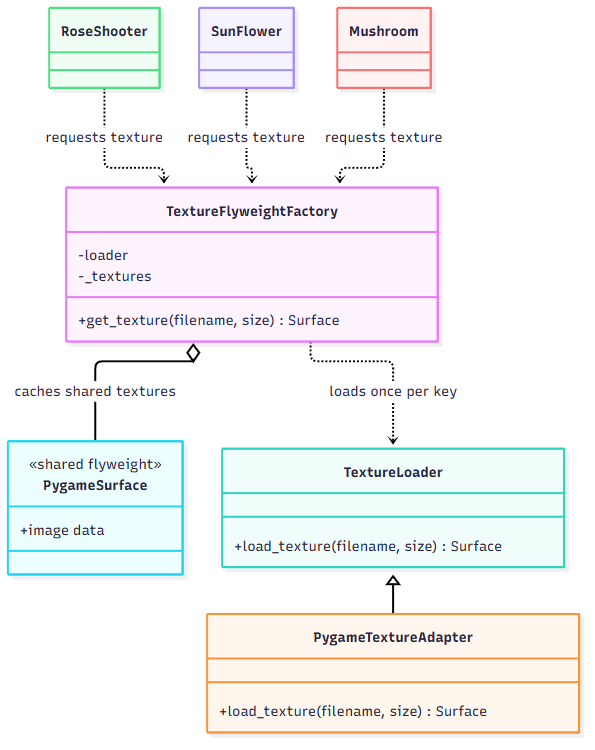 RoseShooter
SunFlower
Mushroom
requests texture
requests texture
requests texture
TextureFlyweightFactory
-loader
-_textures
+get_texture(filename, size) : Surface
caches shared textures
loads once per key
«shared flyweight»
PygameSurface
+image data
TextureLoader
+load_texture(filename, size) : Surface
PygameTextureAdapter
+load_texture(filename, size) : Surface